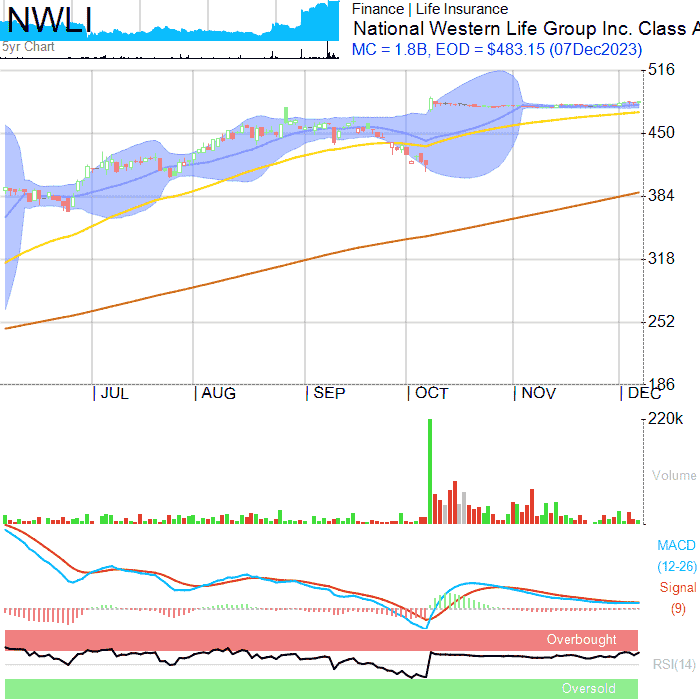 NWLI
5yr Chart
Finance | Life Insurance
National Western Life Group Inc. Class A
MC = 1.8B, EOD = $483.15 (07Dec2023)
516
450
384
318
252
186
JUL AUG SEP OCT NOV DEC
220k
Volume
MACD
(12-26)
Signal
(9)
Overbought
RSI(14)
Oversold